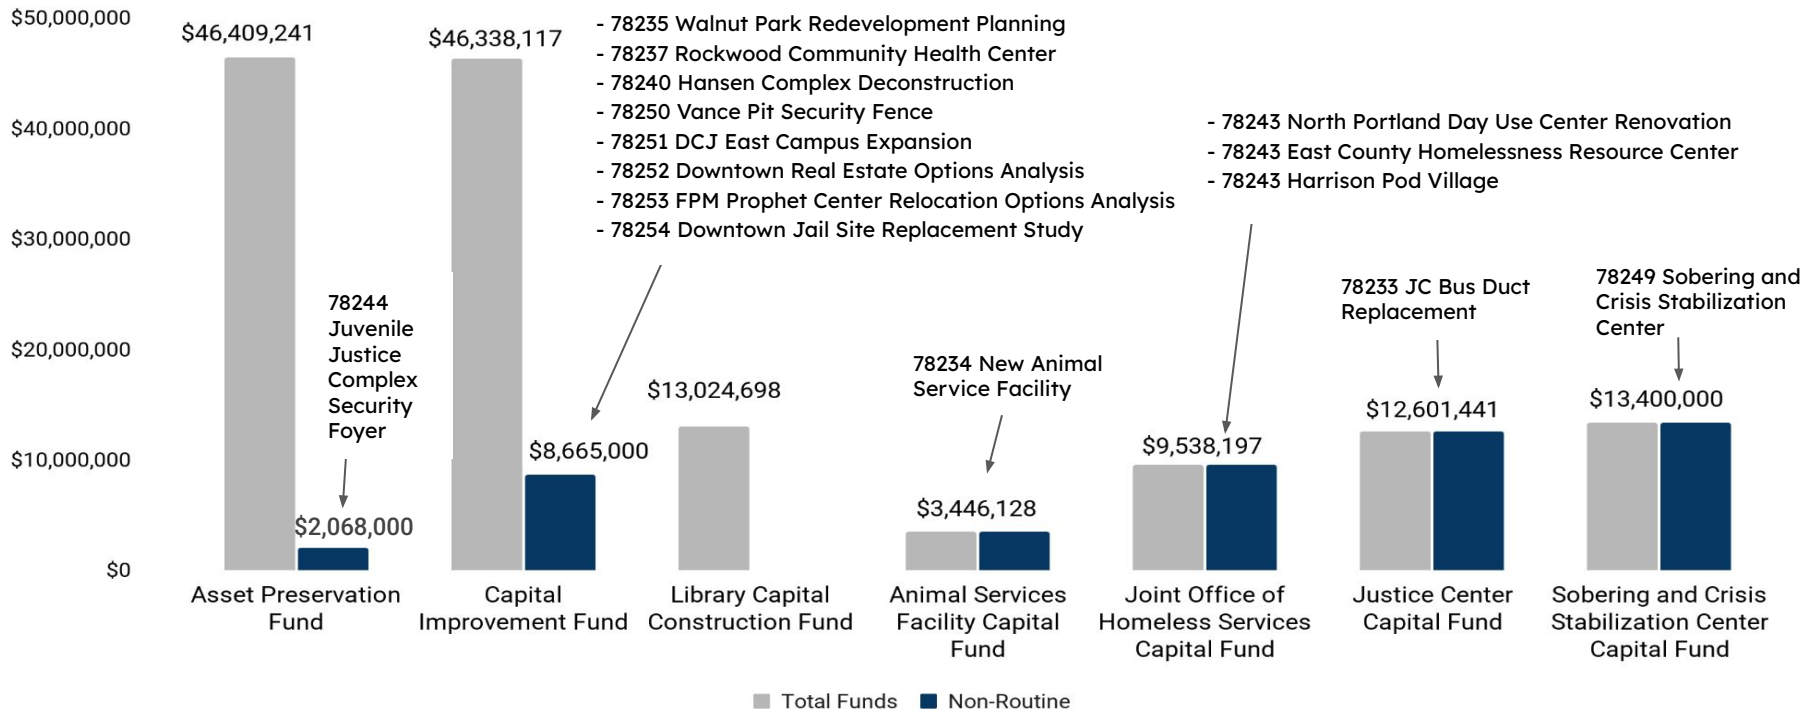 $50,000,000
$40,000,000
$30,000,000
$20,000,000
$10,000,000
$0
$46,409,241
78244
Juvenile
Justice
Complex
Security
Foyer
$2,068,000
$46,338,117
- 78235 Walnut Park Redevelopment Planning
- 78237 Rockwood Community Health Center
- 78240 Hansen Complex Deconstruction
- 78250 Vance Pit Security Fence
- 78251 DCJ East Campus Expansion
- 78252 Downtown Real Estate Options Analysis
- 78253 FPM Prophet Center Relocation Options Analysis
- 78254 Downtown Jail Site Replacement Study
$8,665,000
$13,024,698
78234 New Animal
Service Facility
$3,446,128
- 78243 North Portland Day Use Center Renovation
- 78243 East County Homelessness Resource Center
- 78243 Harrison Pod Village
$9,538,197
78233 JC Bus Duct
Replacement
$12,601,441
78249 Sobering and
Crisis Stabilization
Center
$13,400,000
Asset Preservation
Fund
Capital
Improvement Fund
Library Capital
Construction Fund
Animal Services
Facility Capital
Fund
Joint Office of
Homeless Services
Capital Fund
Justice Center
Capital Fund
Sobering and Crisis
Stabilization Center
Capital Fund
Total Funds
Non-Routine